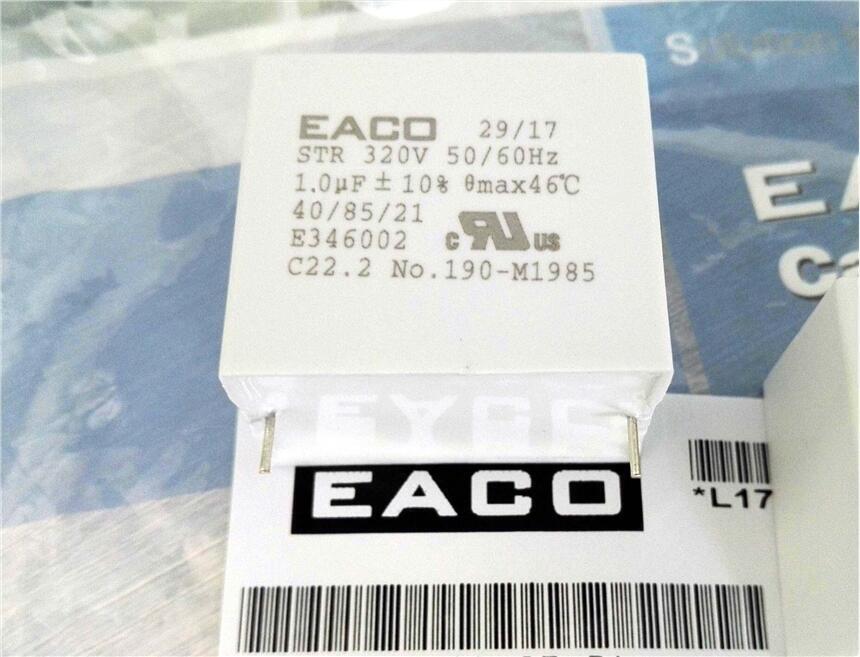 EACO 29/17
STR 320V 50/60Hz
1.0µF ± 10% θmax46℃
40/85/21
E346002 c RU US
C22.2 No.190-M1985
EACO
*L17